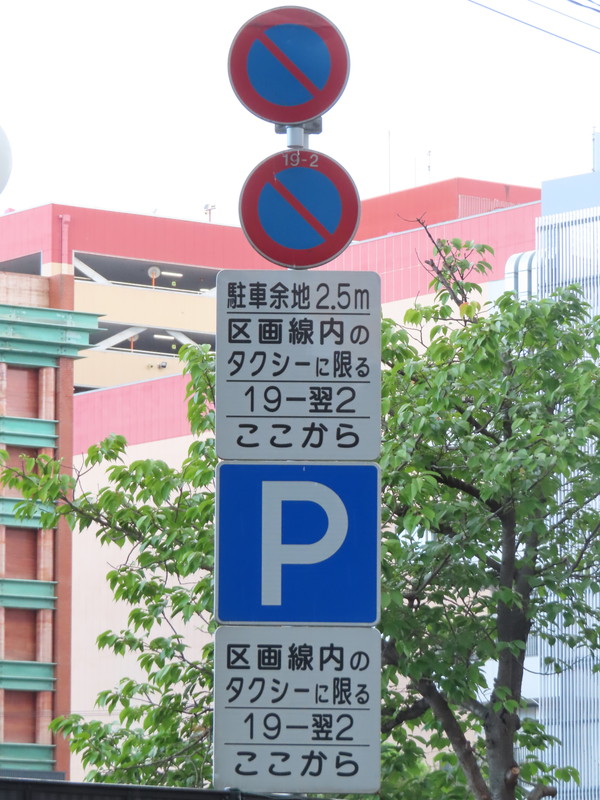 19-2
駐車余地2.5m
区画線内の
タクシーに限る
19ー翌2
ここから
P
区画線内の
タクシーに限る
19ー翌2
ここから